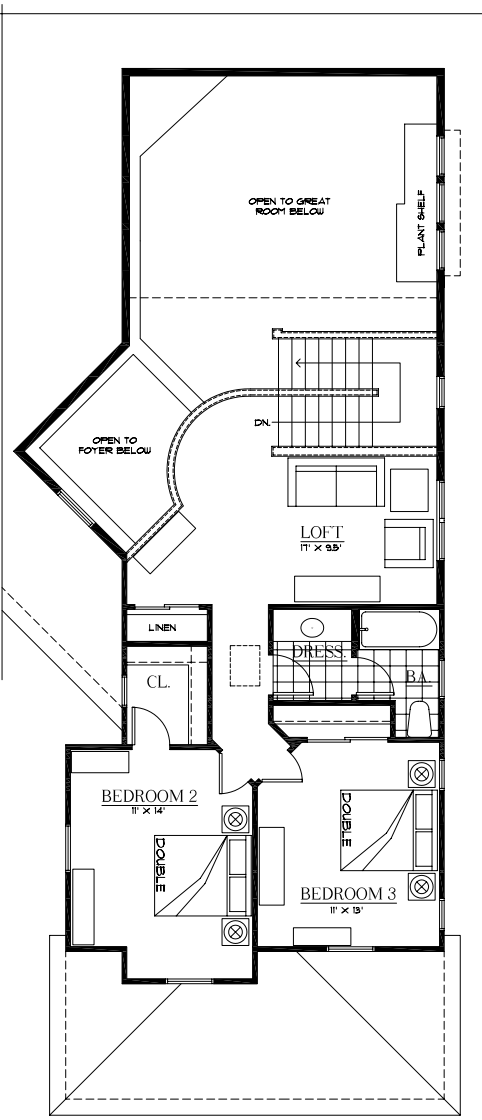 OPEN TO GREAT
ROOM BELOW
PLANT SHELF
DN.
OPEN TO
FOYER BELOW
LOFT
17' X 9.5'
LINEN
DRESS.
CL.
BA.
BEDROOM 2
11' X 14'
DOUBLE
DOUBLE
BEDROOM 3
11' X 13'